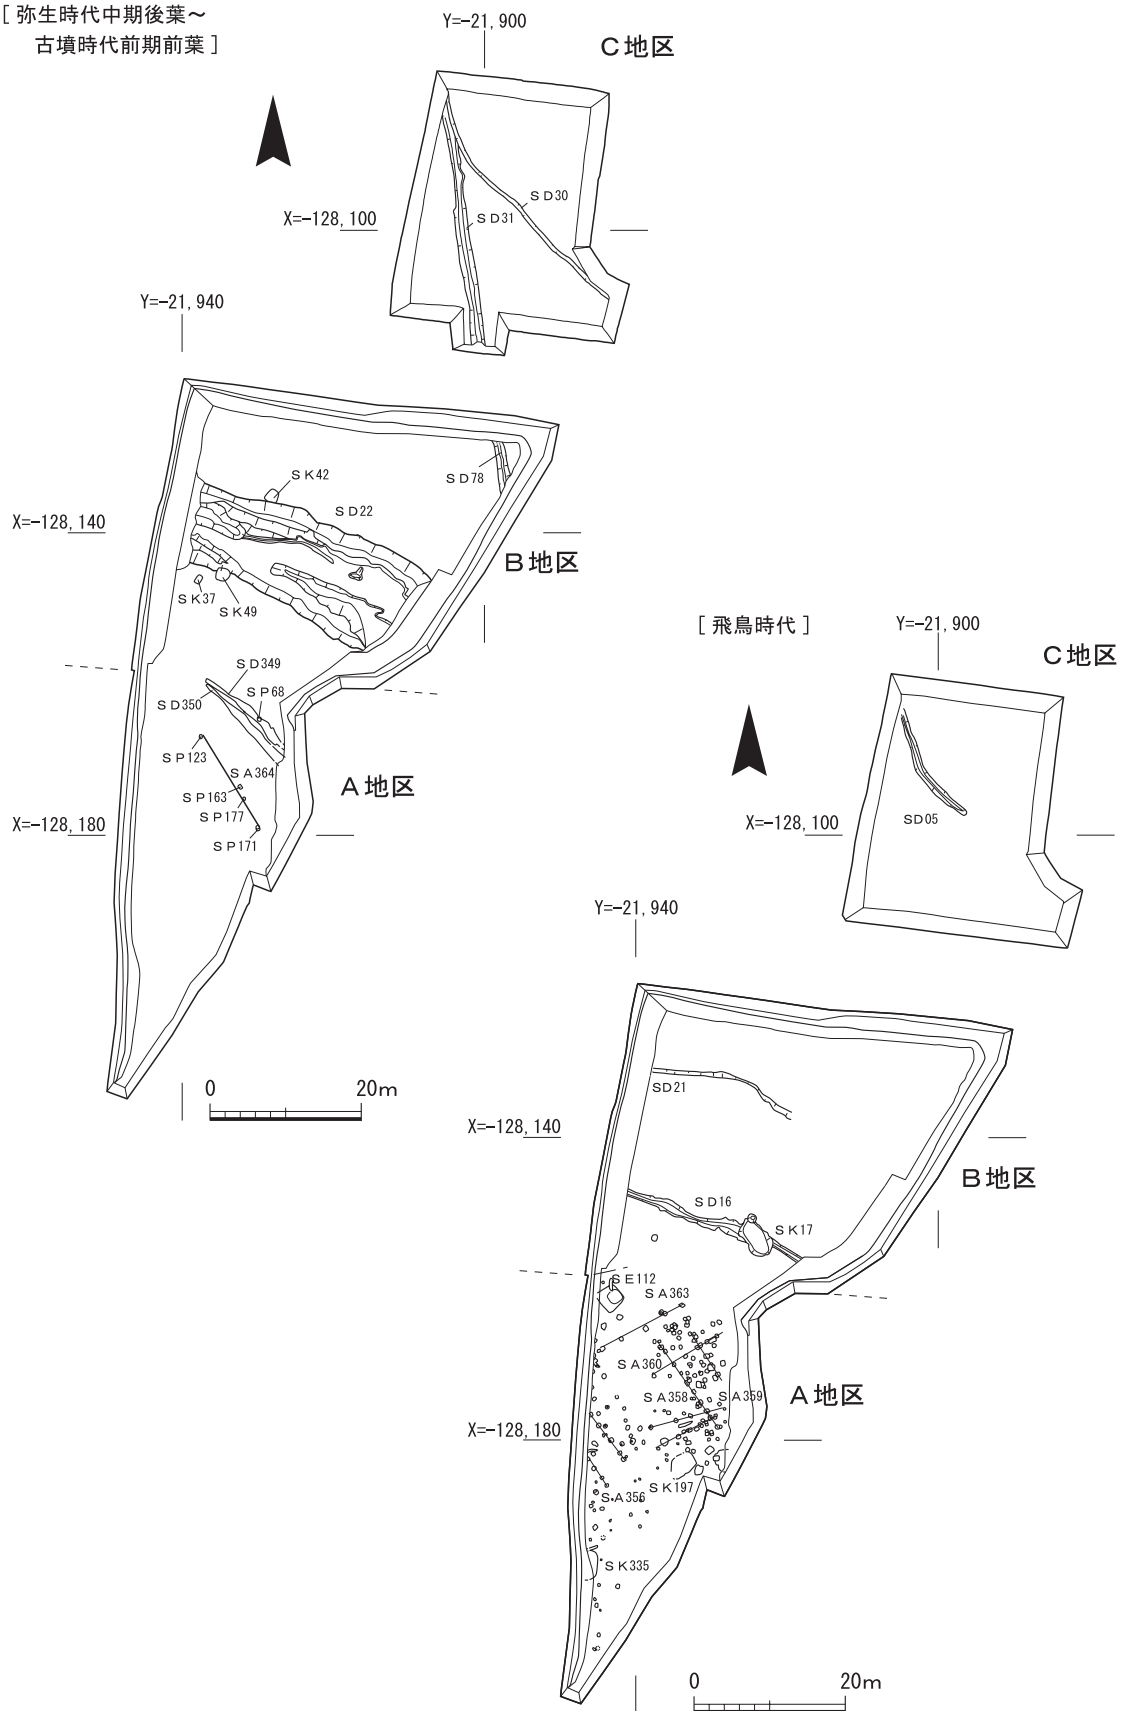 [ 弥生時代中期後葉～
古墳時代前期前葉 ]
Y=-21,900
C地区
SD30
SD31
X=-128,100
Y=-21,940
SK42
SD78
SD22
X=-128,140
B地区
SK37
SK49
SD349
SP68
SD350
SP123
SA364
SP163
SP177
SP171
A地区
X=-128,180
0 20m
[ 飛鳥時代 ]
Y=-21,900
C地区
SD05
X=-128,100
Y=-21,940
SD21
X=-128,140
B地区
SD16
SK17
SE112
SA363
SA360
SA358
SA359
A地区
X=-128,180
SK197
SA356
SK335
0 20m